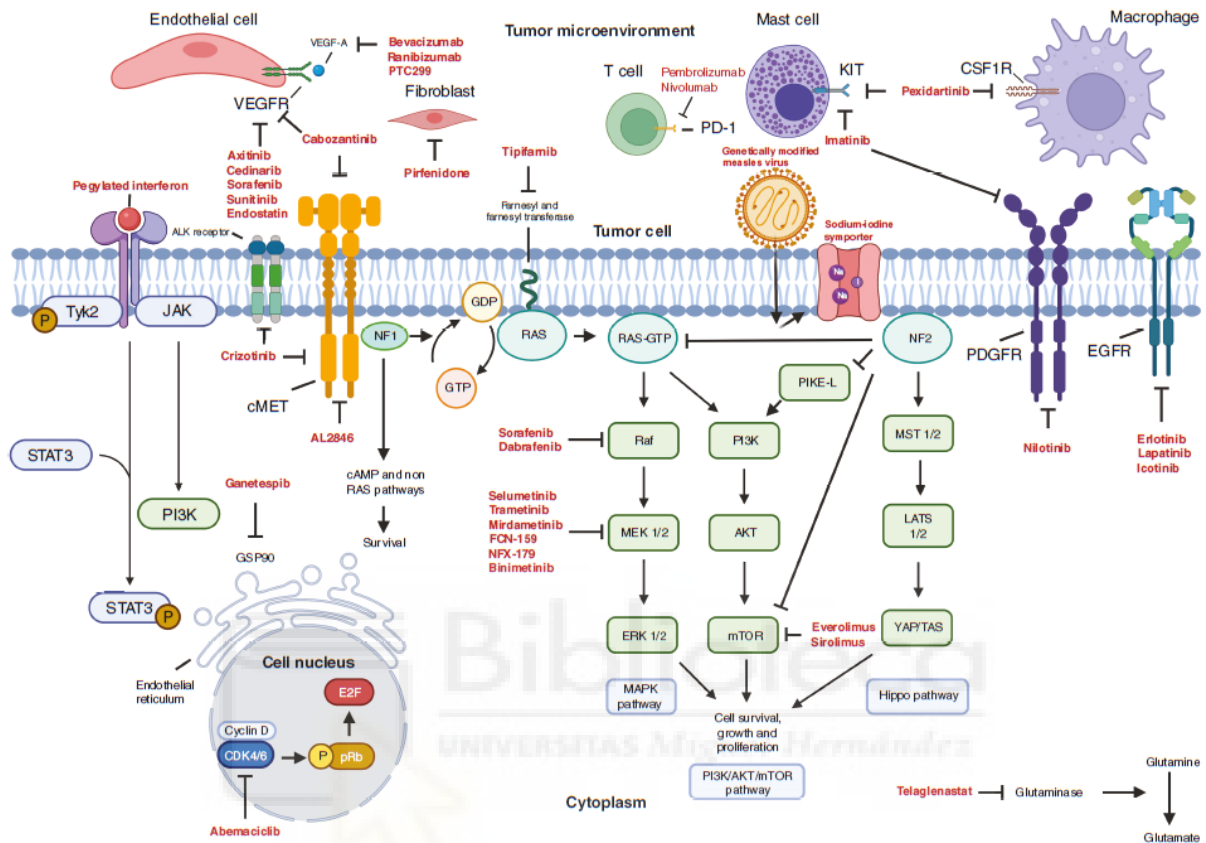 Endothelial cell
VEGF-A
Bevacizumab
Ranibizumab
PTC299
VEGFR
Fibroblast
Cabozantinib
Pirfenidone
Axitinib
Cedinarib
Sorafenib
Sunitinib
Endostatin
Pegylated interferon
ALK receptor
Tumor microenvironment
T cell
Pembrolizumab
Nivolumab
PD-1
Mast cell
KIT
Pexidartinib
Imatinib
CSF1R
Macrophage
Tipifarnib
Farnesyl and
farnesyl transferase
Genetically modified
measles virus
Tumor cell
Sodium-iodine
symporter
Na
I
Na
P
Tyk2
JAK
Crizotinib
cMET
AL2846
NF1
GDP
GTP
RAS
RAS-GTP
NF2
PDGFR
EGFR
PIKE-L
Nilotinib
Erlotinib
Lapatinib
Icotinib
STAT3
PI3K
STAT3
P
Ganetespib
GSP90
cAMP and non
RAS pathways
Survival
Sorafenib
Dabrafenib
Raf
PI3K
MST 1/2
Selumetinib
Trametinib
Mirdametinib
FCN-159
NFX-179
Binimetinib
MEK 1/2
AKT
LATS
1/2
ERK 1/2
mTOR
Everolimus
Sirolimus
YAP/TAS
MAPK
pathway
Hippo pathway
Cell survival,
growth and
proliferation
PI3K/AKT/mTOR
pathway
Endothelial
reticulum
Cell nucleus
E2F
Cyclin D
CDK4/6
P
pRb
Abemaciclib
Cytoplasm
Telaglenastat
Glutaminase
Glutamine
Glutamate
Biblioteca
UNIVERSITAS Miguel Hernández